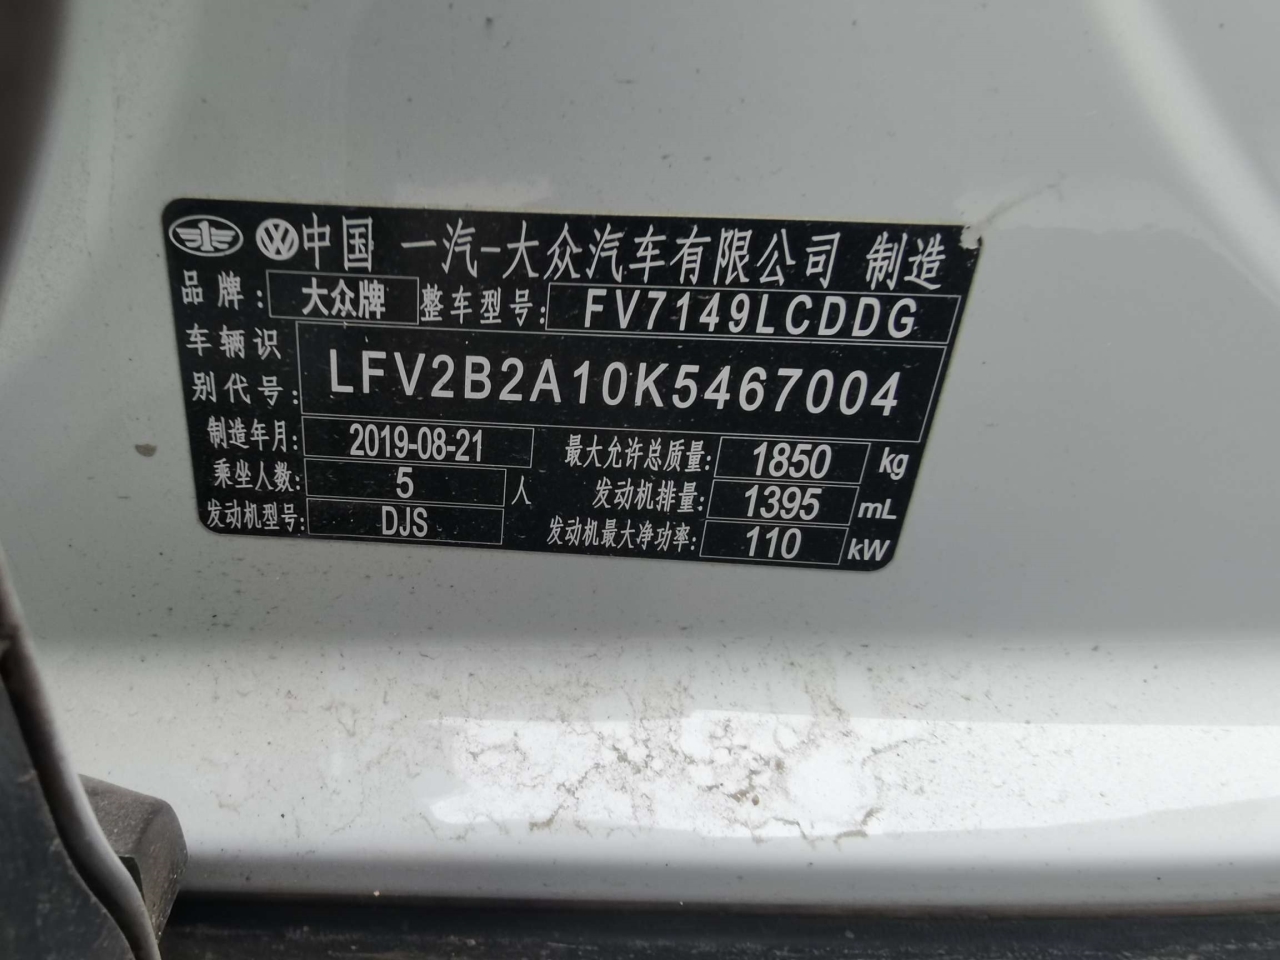 中国 一汽-大众汽车有限公司 制造
品牌: 大众牌 整车型号: FV7149LCDDG
车辆识别代号: LFV2B2A10K5467004
制造年月: 2019-08-21 最大允许总质量: 1850 kg
乘坐人数: 5 人 发动机排量: 1395 mL
发动机型号: DJS 发动机最大净功率: 110 kW